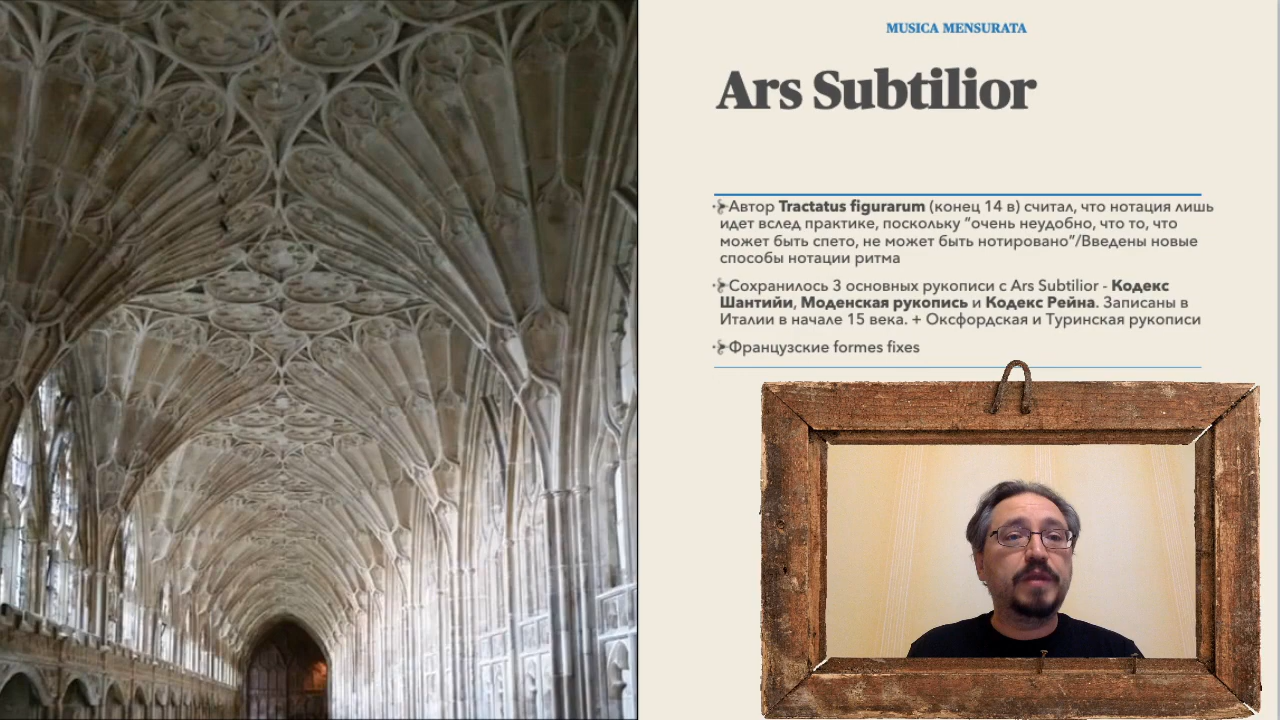 MUSICA MENSURATA
Ars Subtilior
Автор Tractatus figurarum (конец 14 в) считал, что нотация лишь
идет вслед практике, поскольку "очень неудобно, что то, что
может быть спето, не может быть нотировано"/Введены новые
способы нотации ритма
Сохранилось 3 основных рукописи с Ars Subtilior - Кодекс
Шантийи, Моденская рукопись и Кодекс Рейна. Записаны в
Италии в начале 15 века. + Оксфордская и Туринская рукописи
Французские formes fixes